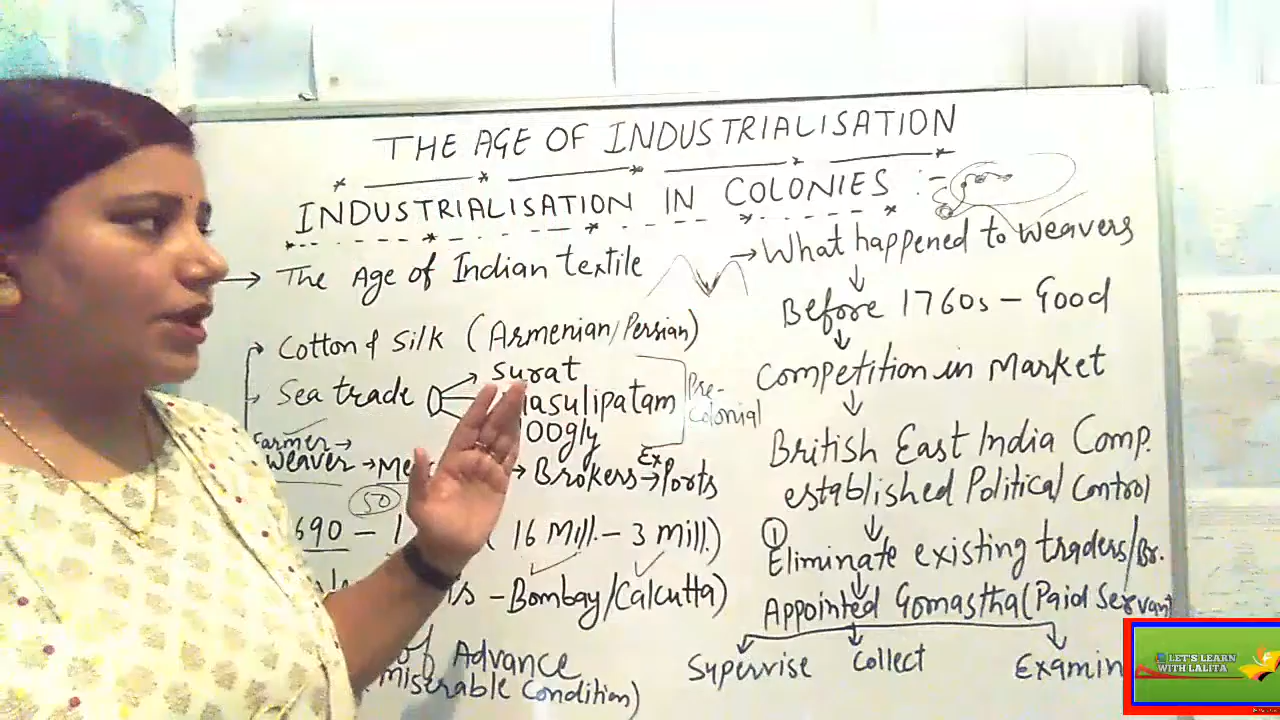 THE AGE OF INDUSTRIALISATION
INDUSTRIALISATION IN COLONIES :-
→ The Age of Indian textile
Cotton & Silk (Armenian/Persian)
Sea trade → Surat
asulipatam
oogly
Pre-colonial
Farmer →
Weaver → Me → Brokers → Ports
Ex
50
690 – 1 ( 16 Mill. – 3 mill.)
s – Bombay/Calcutta)
of Advance
miserable Condition)
→ What happened to weavers
Before 1760s – Good
Competition in Market
British East India Comp.
established Political Control
①
Eliminate existing traders/Br.
Appointed Gomastha (Paid Servant
Supervise Collect Examin
LET'S LEARN
WITH LALITA